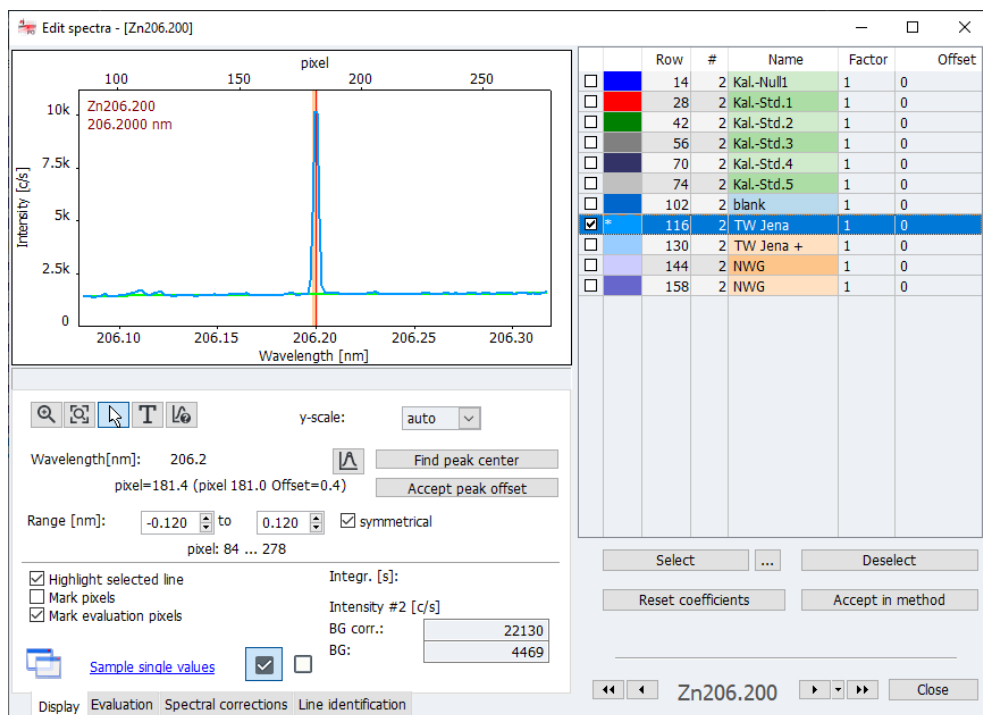 Edit spectra - [Zn206.200]
pixel
100 150 200 250
Zn206.200
206.2000 nm
10k
7.5k
5k
2.5k
0
Intensity [c/s]
206.10 206.15 206.20 206.25 206.30
Wavelength [nm]
Row # Name Factor Offset
14 2 Kal.-Null1 1 0
28 2 Kal.-Std.1 1 0
42 2 Kal.-Std.2 1 0
56 2 Kal.-Std.3 1 0
70 2 Kal.-Std.4 1 0
74 2 Kal.-Std.5 1 0
102 2 blank 1 0
* 116 2 TW Jena 1 0
130 2 TW Jena + 1 0
144 2 NWG 1 0
158 2 NWG 1 0
T
y-scale: auto
Wavelength[nm]: 206.2
Find peak center
pixel=181.4 (pixel 181.0 Offset=0.4)
Accept peak offset
Range [nm]: -0.120 to 0.120 symmetrical
pixel: 84 ... 278
Highlight selected line
Mark pixels
Mark evaluation pixels
Integr. [s]:
Intensity #2 [c/s]
BG corr.: 22130
BG: 4469
Sample single values
Display Evaluation Spectral corrections Line identification
Select ... Deselect
Reset coefficients Accept in method
Zn206.200 Close